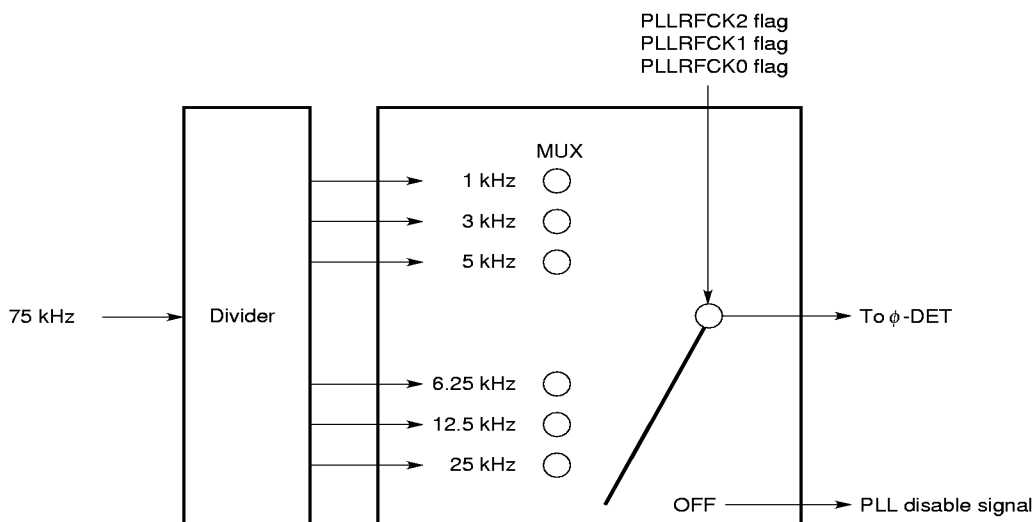 PLLRFCK2 flag
PLLRFCK1 flag
PLLRFCK0 flag
MUX
1 kHz
3 kHz
5 kHz
75 kHz
Divider
To ϕ-DET
6.25 kHz
12.5 kHz
25 kHz
OFF
PLL disable signal